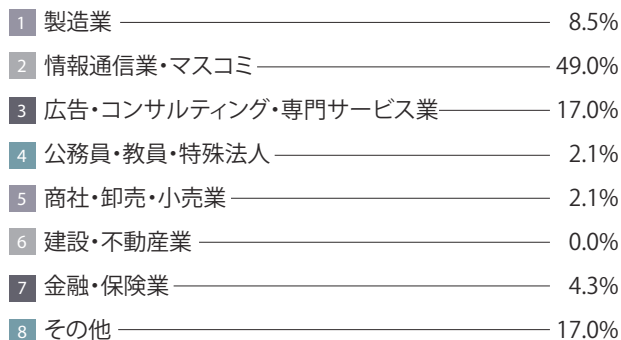 1 製造業 8.5%
2 情報通信業・マスコミ 49.0%
3 広告・コンサルティング・専門サービス業 17.0%
4 公務員・教員・特殊法人 2.1%
5 商社・卸売・小売業 2.1%
6 建設・不動産業 0.0%
7 金融・保険業 4.3%
8 その他 17.0%